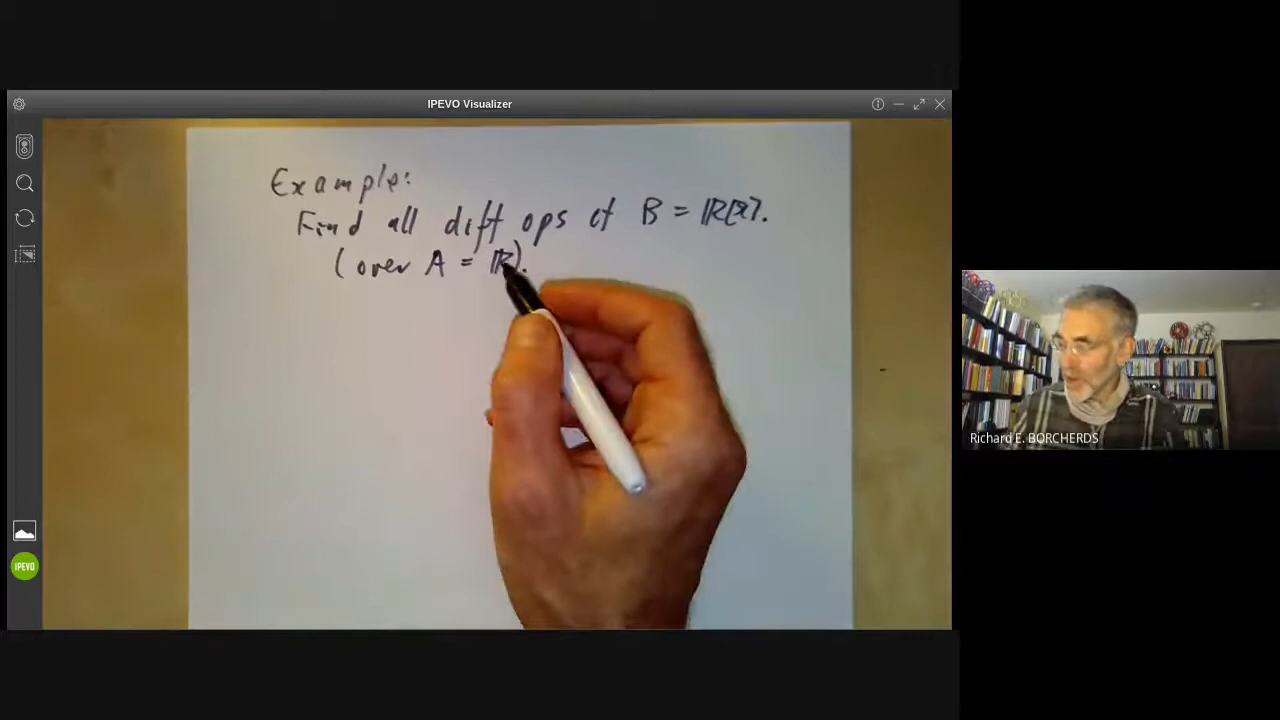 IPEVO Visualizer
Example:
Find all diff ops of B = ℝ[x].
(over A = ℝ).
Richard E. BORCHERDS
IPEVO